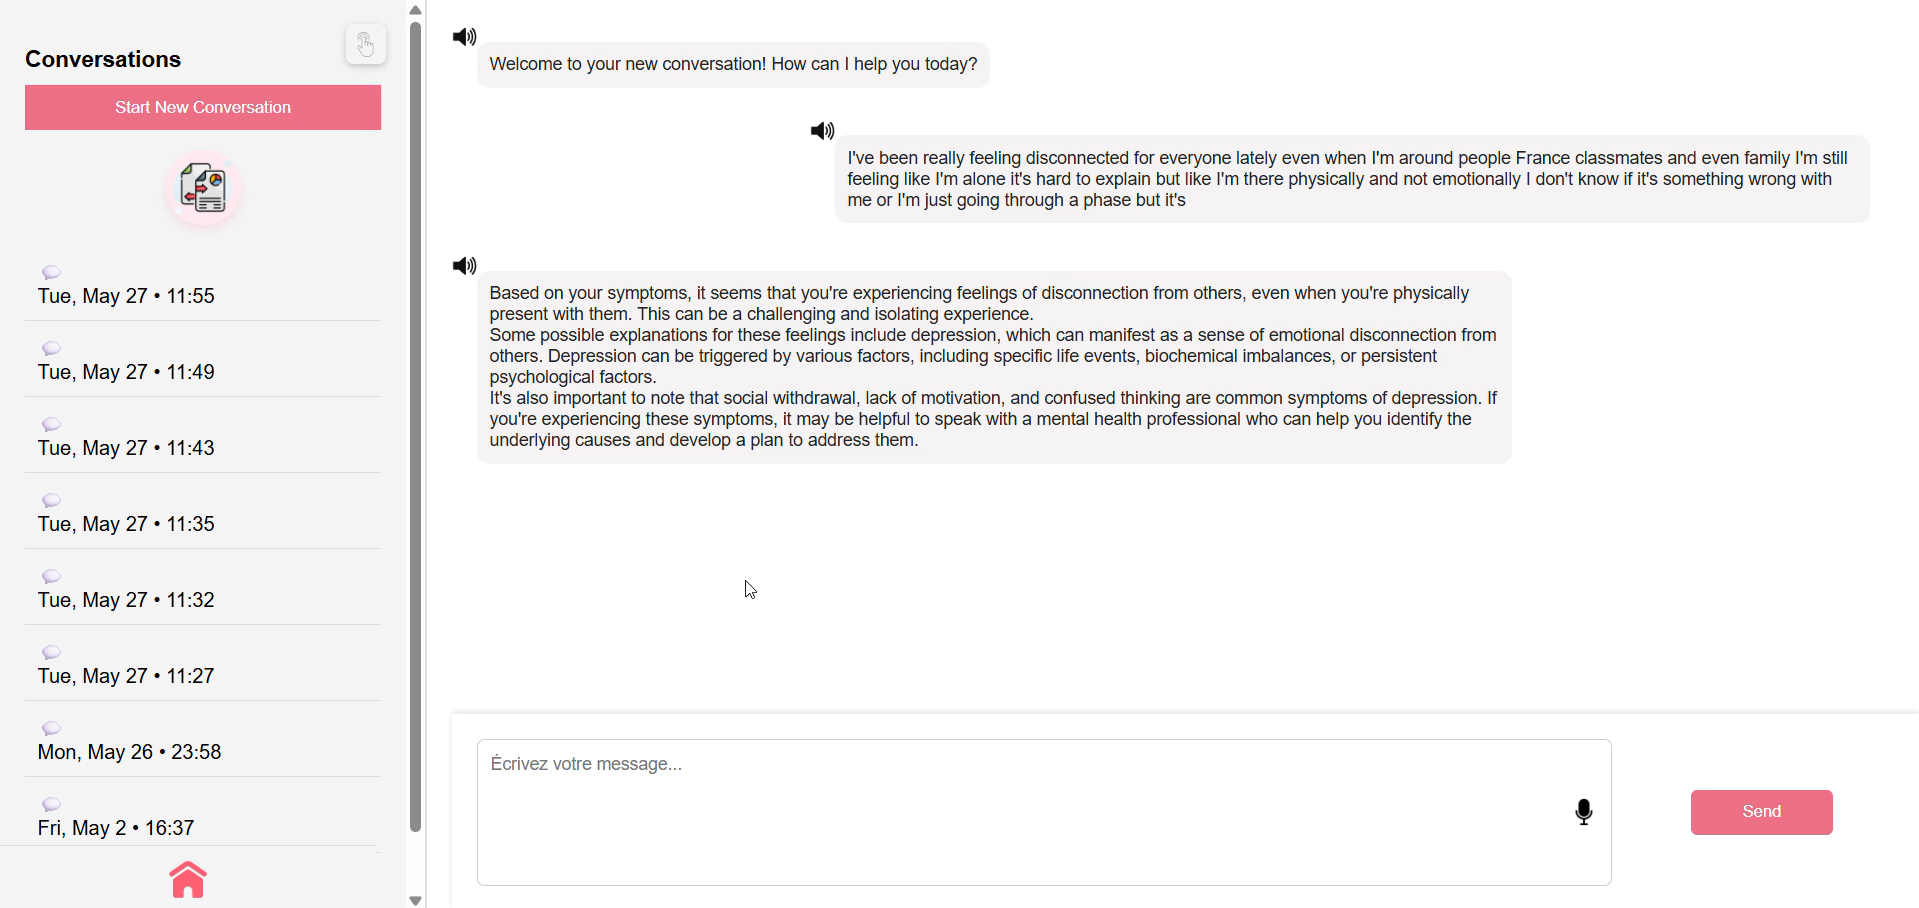 Conversations
Start New Conversation
Tue, May 27 • 11:55
Tue, May 27 • 11:49
Tue, May 27 • 11:43
Tue, May 27 • 11:35
Tue, May 27 • 11:32
Tue, May 27 • 11:27
Mon, May 26 • 23:58
Fri, May 2 • 16:37
Welcome to your new conversation! How can I help you today?
I've been really feeling disconnected for everyone lately even when I'm around people France classmates and even family I'm still
feeling like I'm alone it's hard to explain but like I'm there physically and not emotionally I don't know if it's something wrong with
me or I'm just going through a phase but it's
Based on your symptoms, it seems that you're experiencing feelings of disconnection from others, even when you're physically
present with them. This can be a challenging and isolating experience.
Some possible explanations for these feelings include depression, which can manifest as a sense of emotional disconnection from
others. Depression can be triggered by various factors, including specific life events, biochemical imbalances, or persistent
psychological factors.
It's also important to note that social withdrawal, lack of motivation, and confused thinking are common symptoms of depression. If
you're experiencing these symptoms, it may be helpful to speak with a mental health professional who can help you identify the
underlying causes and develop a plan to address them.
Écrivez votre message...
Send